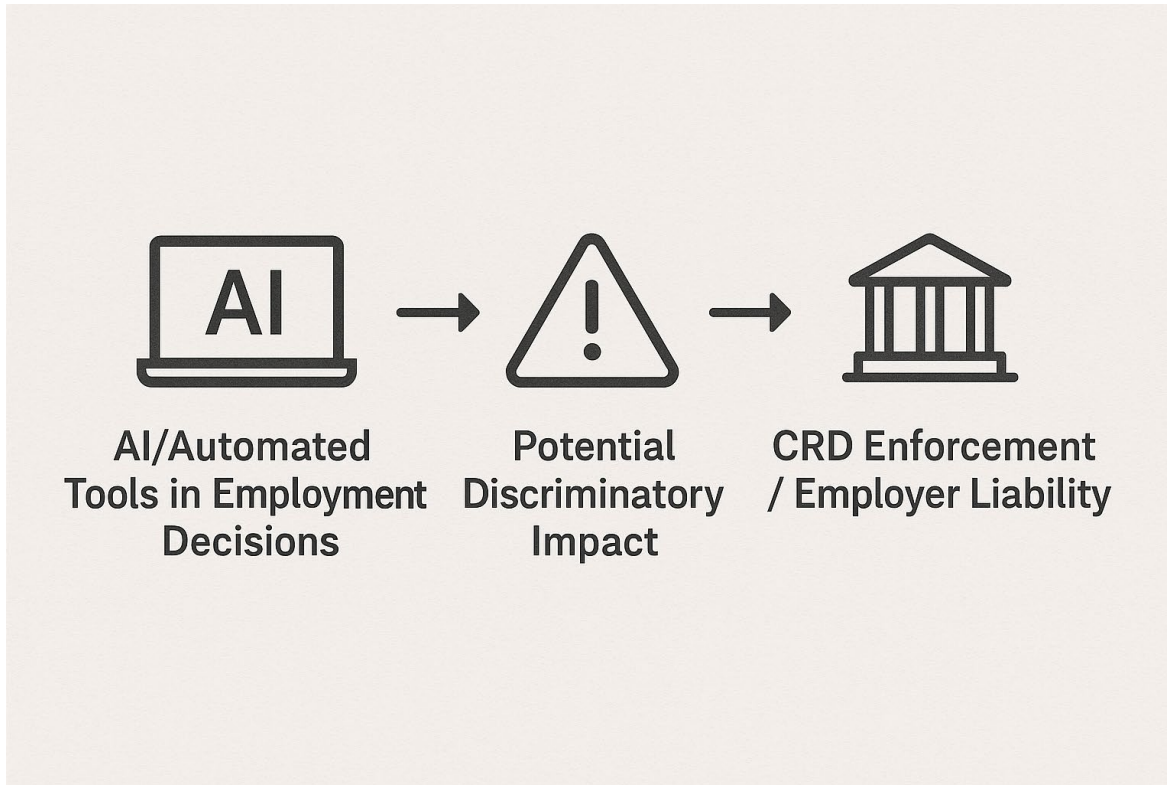 AI
AI/Automated
Tools in Employment
Decisions
Potential
Discriminatory
Impact
CRD Enforcement
/ Employer Liability